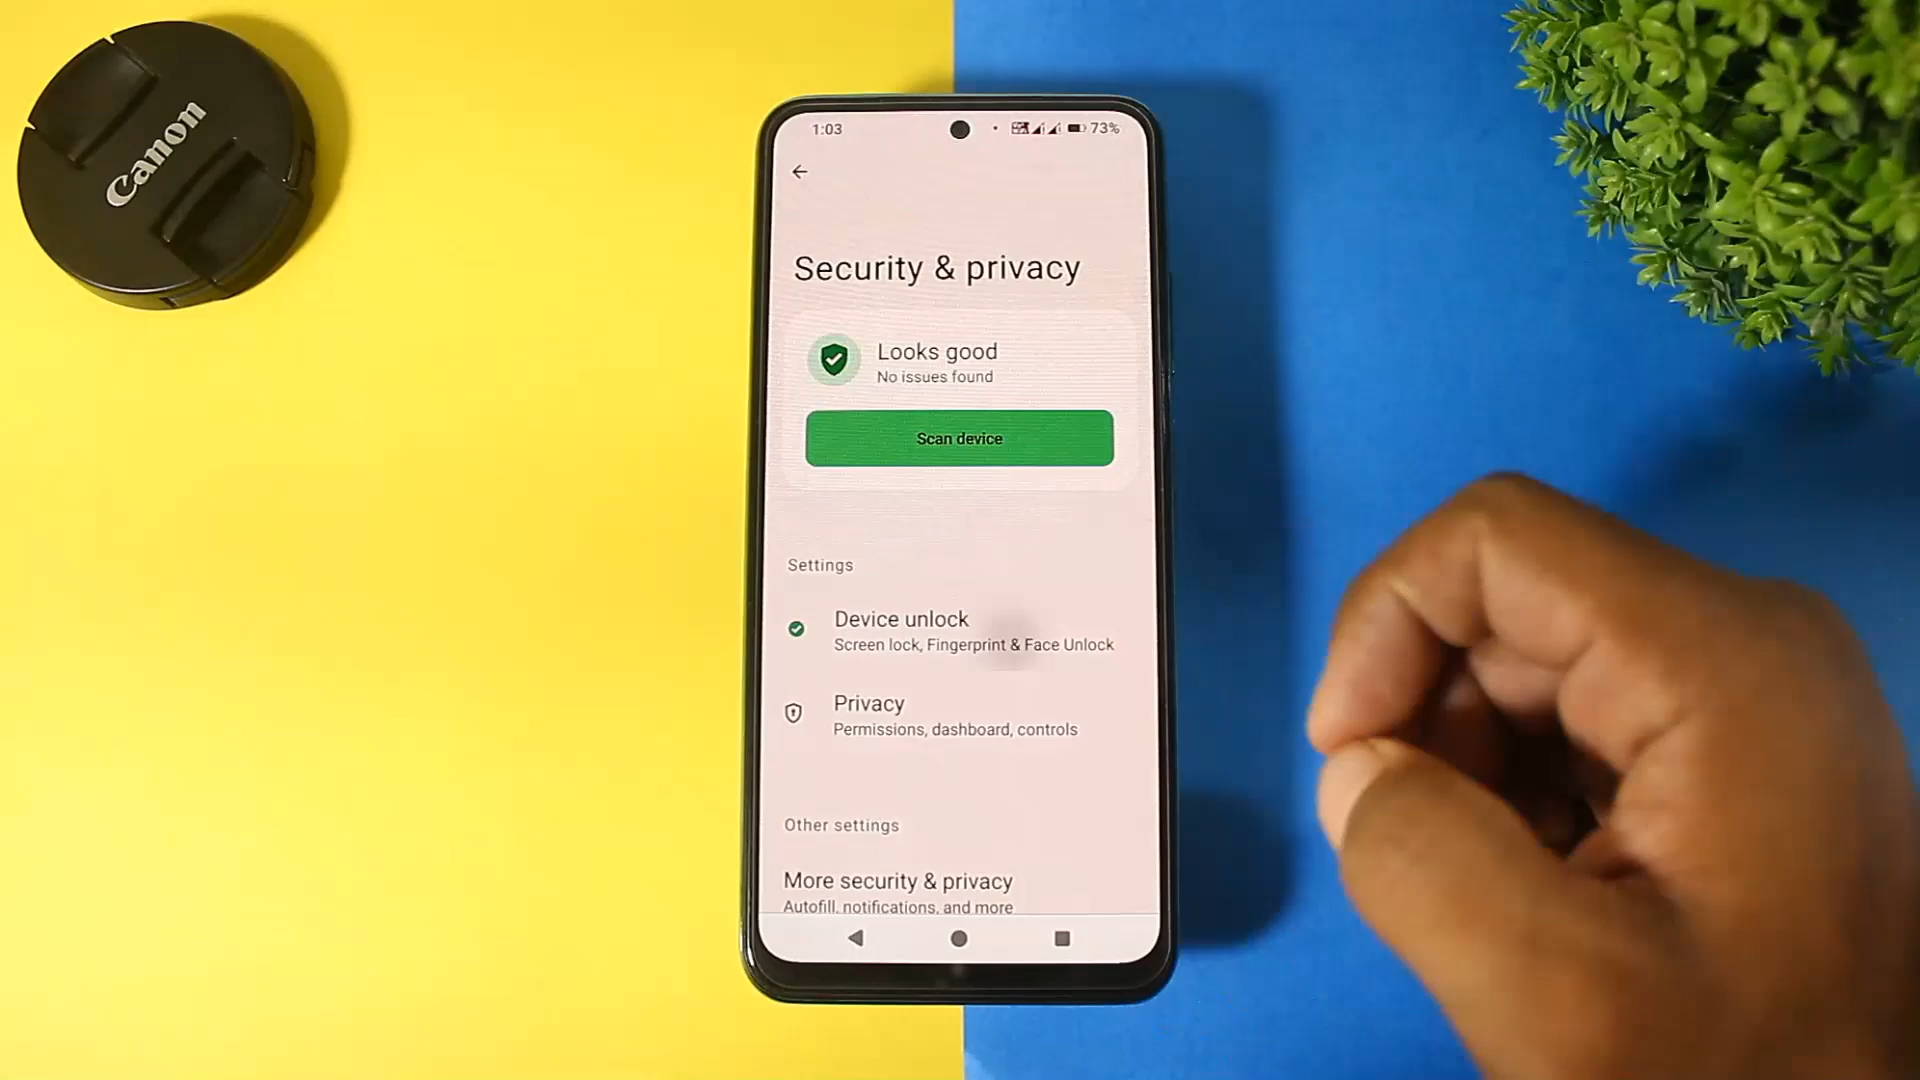 Canon
1:03
73%
Security & privacy
Looks good
No issues found
Scan device
Settings
Device unlock
Screen lock, Fingerprint & Face Unlock
Privacy
Permissions, dashboard, controls
Other settings
More security & privacy
Autofill, notifications, and more